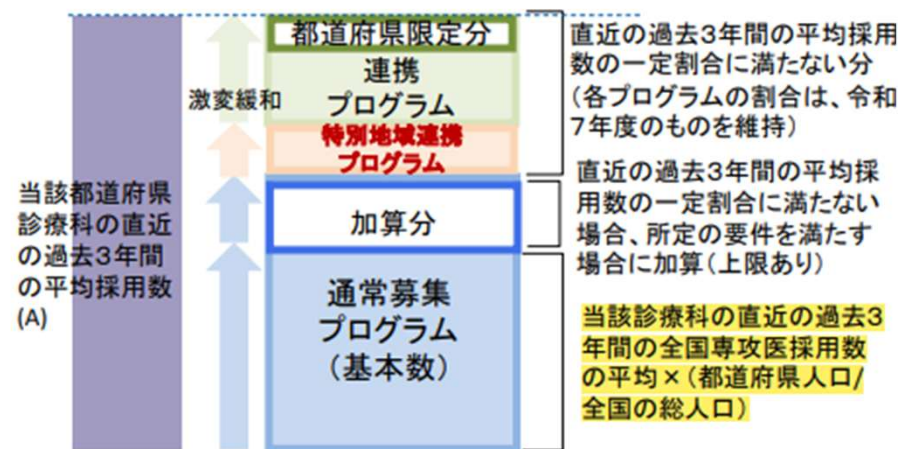 都道府県限定分
連携
プログラム
激変緩和
特別地域連携
プログラム
当該都道府県
診療科の直近
の過去3年間
の平均採用数
(A)
加算分
通常募集
プログラム
(基本数)
直近の過去3年間の平均採用
数の一定割合に満たない分
(各プログラムの割合は、令和
7年度のものを維持)
直近の過去3年間の平均採
用数の一定割合に満たない
場合、所定の要件を満たす
場合に加算(上限あり)
当該診療科の直近の過去3
年間の全国専攻医採用数
の平均×(都道府県人口/
全国の総人口)